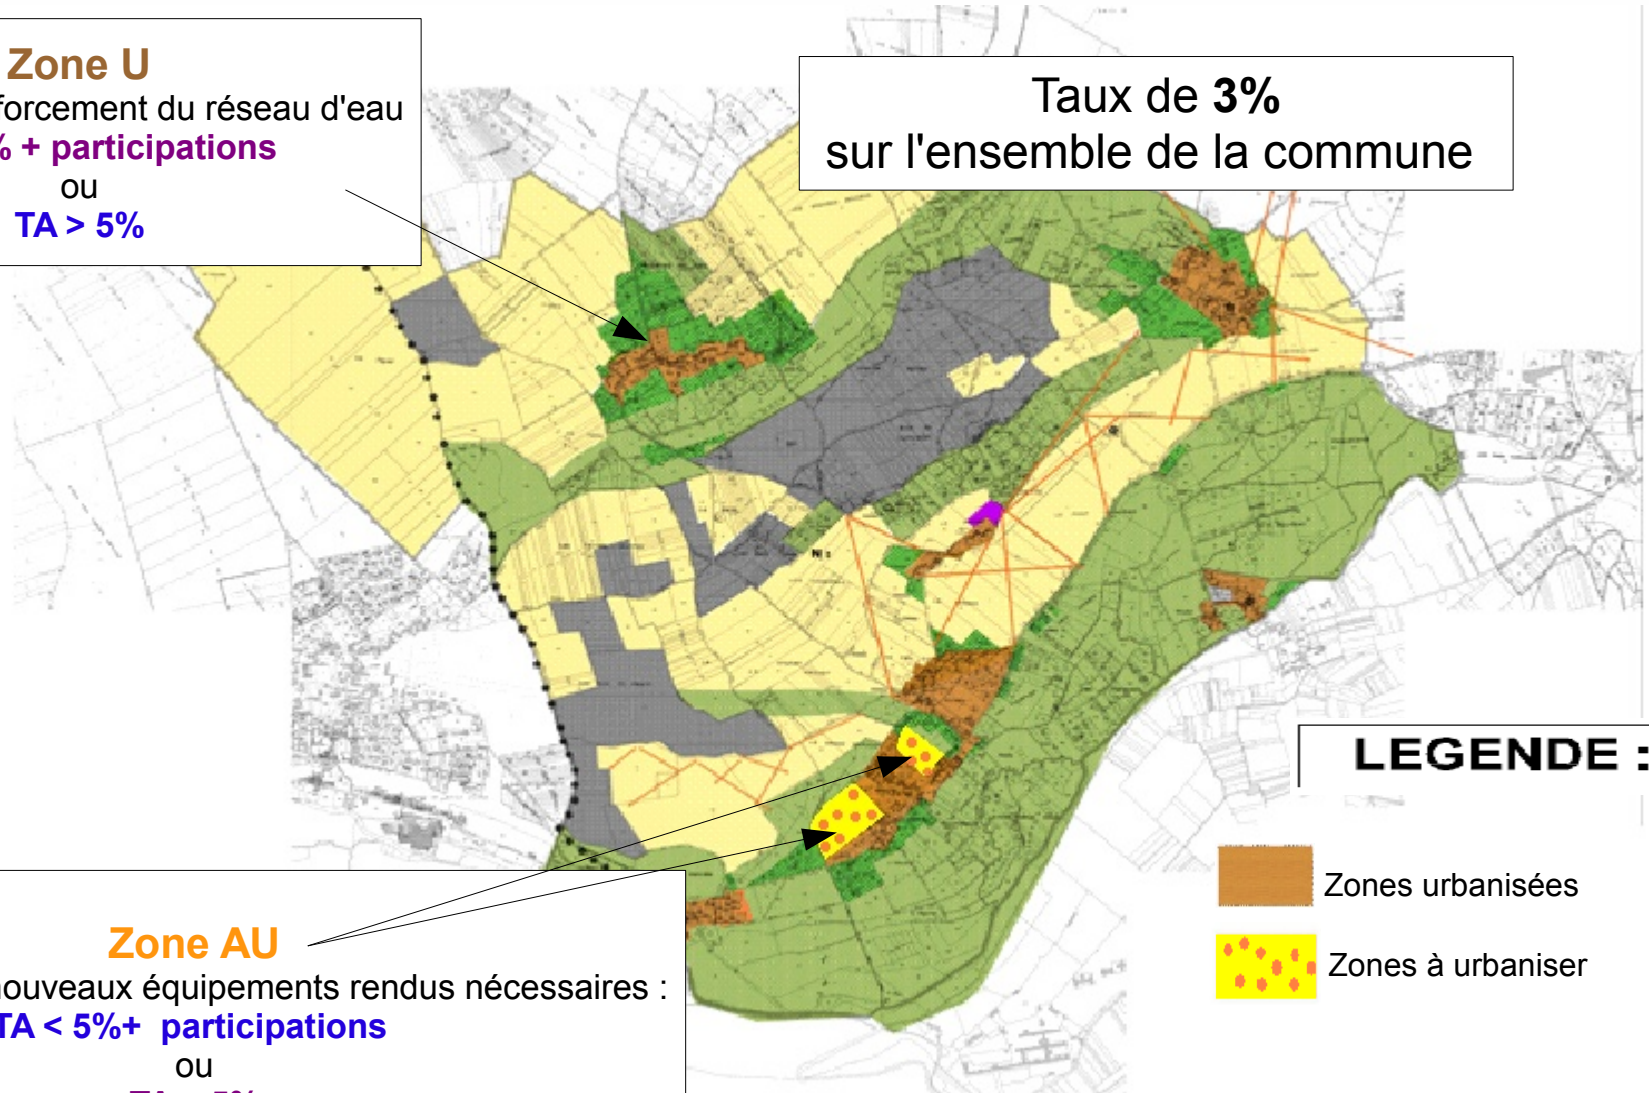 Zone U
forcement du réseau d'eau
% + participations
ou
TA > 5%
Taux de 3%
sur l'ensemble de la commune
Zone AU
nouveaux équipements rendus nécessaires :
TA < 5%+ participations
ou
LEGENDE :
Zones urbanisées
Zones à urbaniser